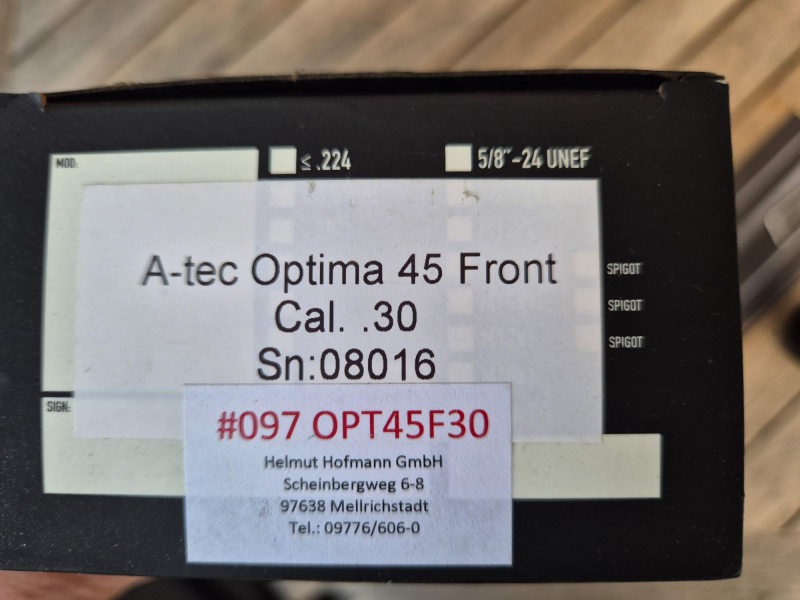 MOD:
≤ .224
5/8"-24 UNEF
A-tec Optima 45 Front
Cal. .30
Sn:08016
SPIGOT
SPIGOT
SPIGOT
SIGN:
#097 OPT45F30
Helmut Hofmann GmbH
Scheinbergweg 6-8
97638 Mellrichstadt
Tel.: 09776/606-0